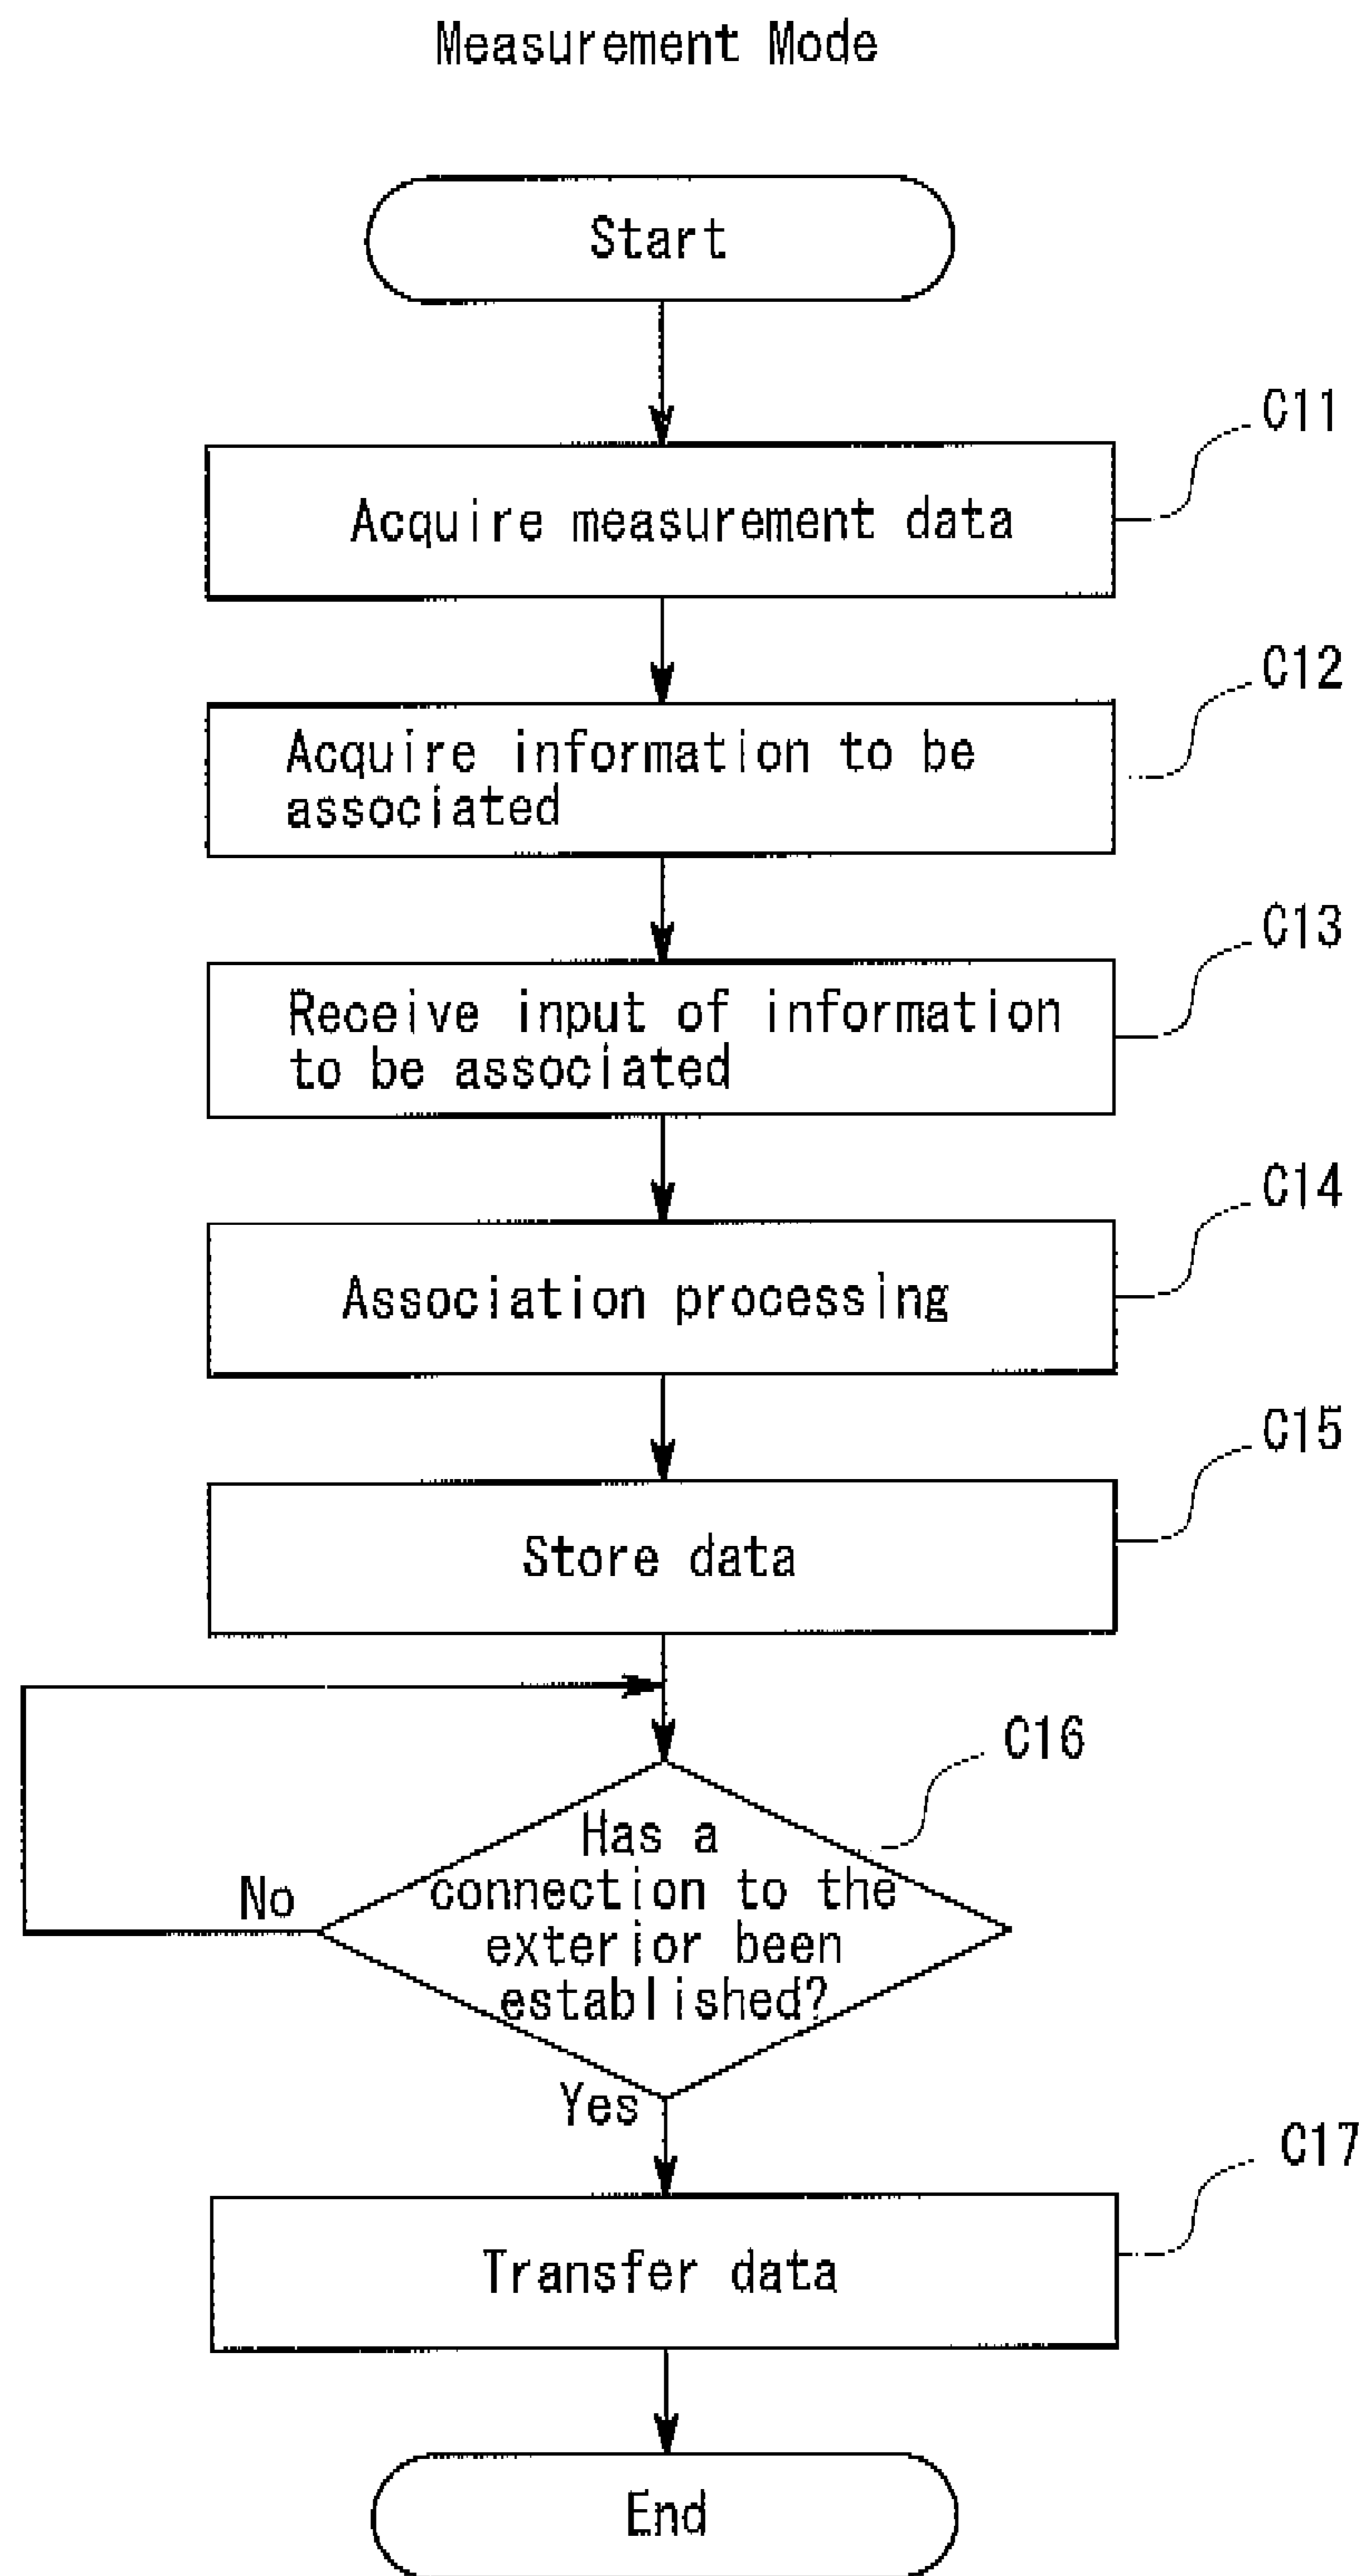 Measurement Mode
Start
C11
Acquire measurement data
C12
Acquire information to be
associated
C13
Receive input of information
to be associated
C14
Association processing
C15
Store data
C16
Has a
connection to the
exterior been
established?
No
Yes
C17
Transfer data
End